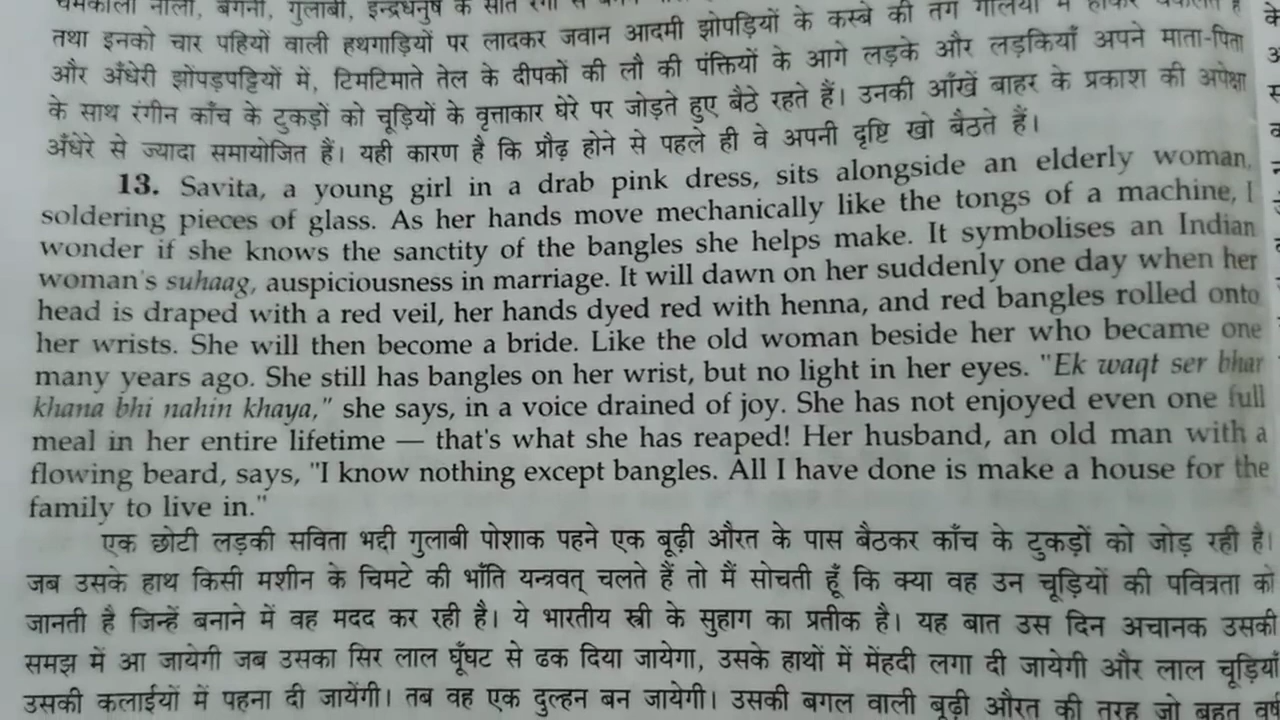 चमकीली नीली, बैंगनी, गुलाबी, इन्द्रधनुष के सात रंगों से
तथा इनको चार पहियों वाली हथगाड़ियों पर लादकर जवान आदमी झोपड़ियों के कस्बे की तंग गलियों में होकर धकेलते हैं
और अँधेरी झोंपड़पट्टियों में, टिमटिमाते तेल के दीपकों की लौ की पंक्तियों के आगे लड़के और लड़कियाँ अपने माता-पिता
के साथ रंगीन काँच के टुकड़ों को चूड़ियों के वृत्ताकार घेरे पर जोड़ते हुए बैठे रहते हैं। उनकी आँखें बाहर के प्रकाश की अपेक्षा
अँधेरे से ज्यादा समायोजित हैं। यही कारण है कि प्रौढ़ होने से पहले ही वे अपनी दृष्टि खो बैठते हैं।
13. Savita, a young girl in a drab pink dress, sits alongside an elderly woman,
soldering pieces of glass. As her hands move mechanically like the tongs of a machine, I
wonder if she knows the sanctity of the bangles she helps make. It symbolises an Indian
woman's suhaag, auspiciousness in marriage. It will dawn on her suddenly one day when her
head is draped with a red veil, her hands dyed red with henna, and red bangles rolled onto
her wrists. She will then become a bride. Like the old woman beside her who became one
many years ago. She still has bangles on her wrist, but no light in her eyes. "Ek waqt ser bhar
khana bhi nahin khaya," she says, in a voice drained of joy. She has not enjoyed even one full
meal in her entire lifetime — that's what she has reaped! Her husband, an old man with a
flowing beard, says, "I know nothing except bangles. All I have done is make a house for the
family to live in."
एक छोटी लड़की सविता भद्दी गुलाबी पोशाक पहने एक बूढ़ी औरत के पास बैठकर काँच के टुकड़ों को जोड़ रही है।
जब उसके हाथ किसी मशीन के चिमटे की भाँति यन्त्रवत् चलते हैं तो मैं सोचती हूँ कि क्या वह उन चूड़ियों की पवित्रता को
जानती है जिन्हें बनाने में वह मदद कर रही है। ये भारतीय स्त्री के सुहाग का प्रतीक है। यह बात उस दिन अचानक उसकी
समझ में आ जायेगी जब उसका सिर लाल घूँघट से ढक दिया जायेगा, उसके हाथों में मेंहदी लगा दी जायेगी और लाल चूड़ियाँ
उसकी कलाईयों में पहना दी जायेंगी। तब वह एक दुल्हन बन जायेगी। उसकी बगल वाली बूढ़ी औरत की तरह जो बहुत वर्ष